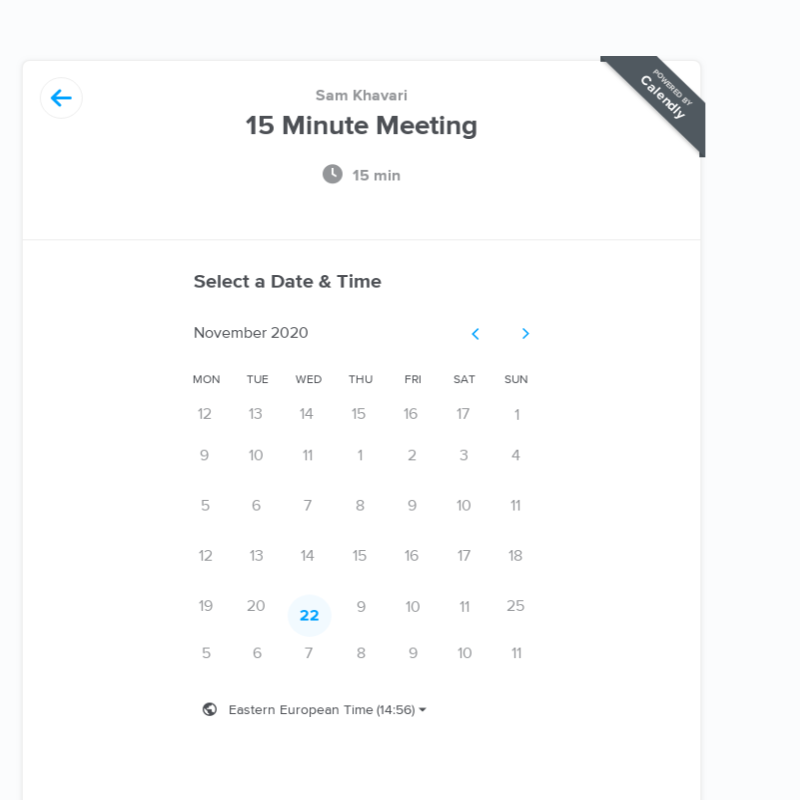 POWERED BY
Calendly
Sam Khavari
15 Minute Meeting
15 min
Select a Date & Time
November 2020
MON TUE WED THU FRI SAT SUN
12 13 14 15 16 17 1
9 10 11 1 2 3 4
5 6 7 8 9 10 11
12 13 14 15 16 17 18
19 20 22 9 10 11 25
5 6 7 8 9 10 11
Eastern European Time (14:56)